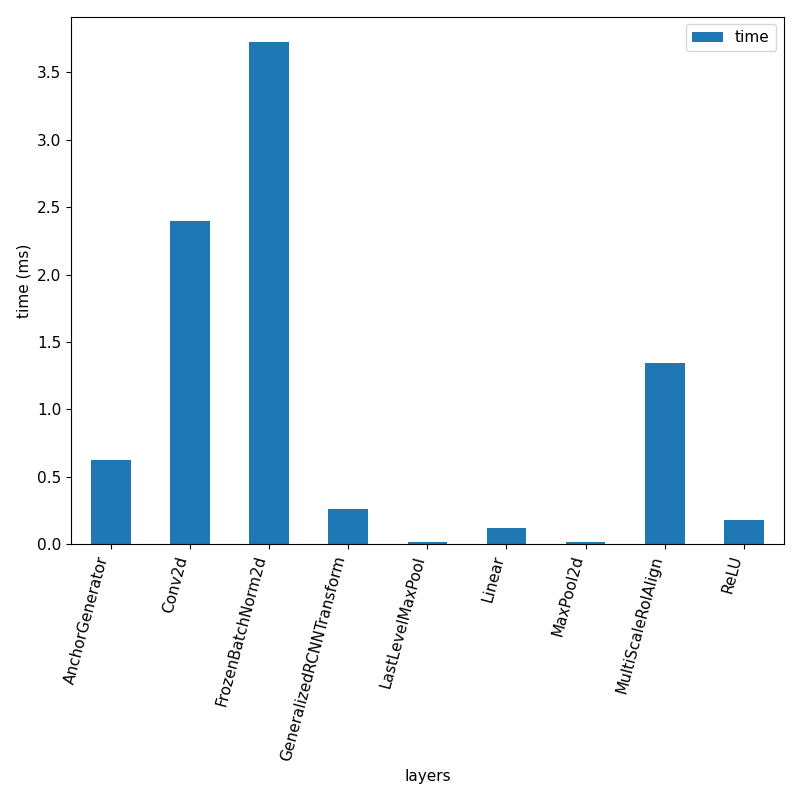 time
3.5
3.0
2.5
2.0
1.5
1.0
0.5
0.0
time (ms)
AnchorGenerator
Conv2d
FrozenBatchNorm2d
GeneralizedRCNNTransform
LastLevelMaxPool
Linear
MaxPool2d
MultiScaleRoIAlign
ReLU
layers